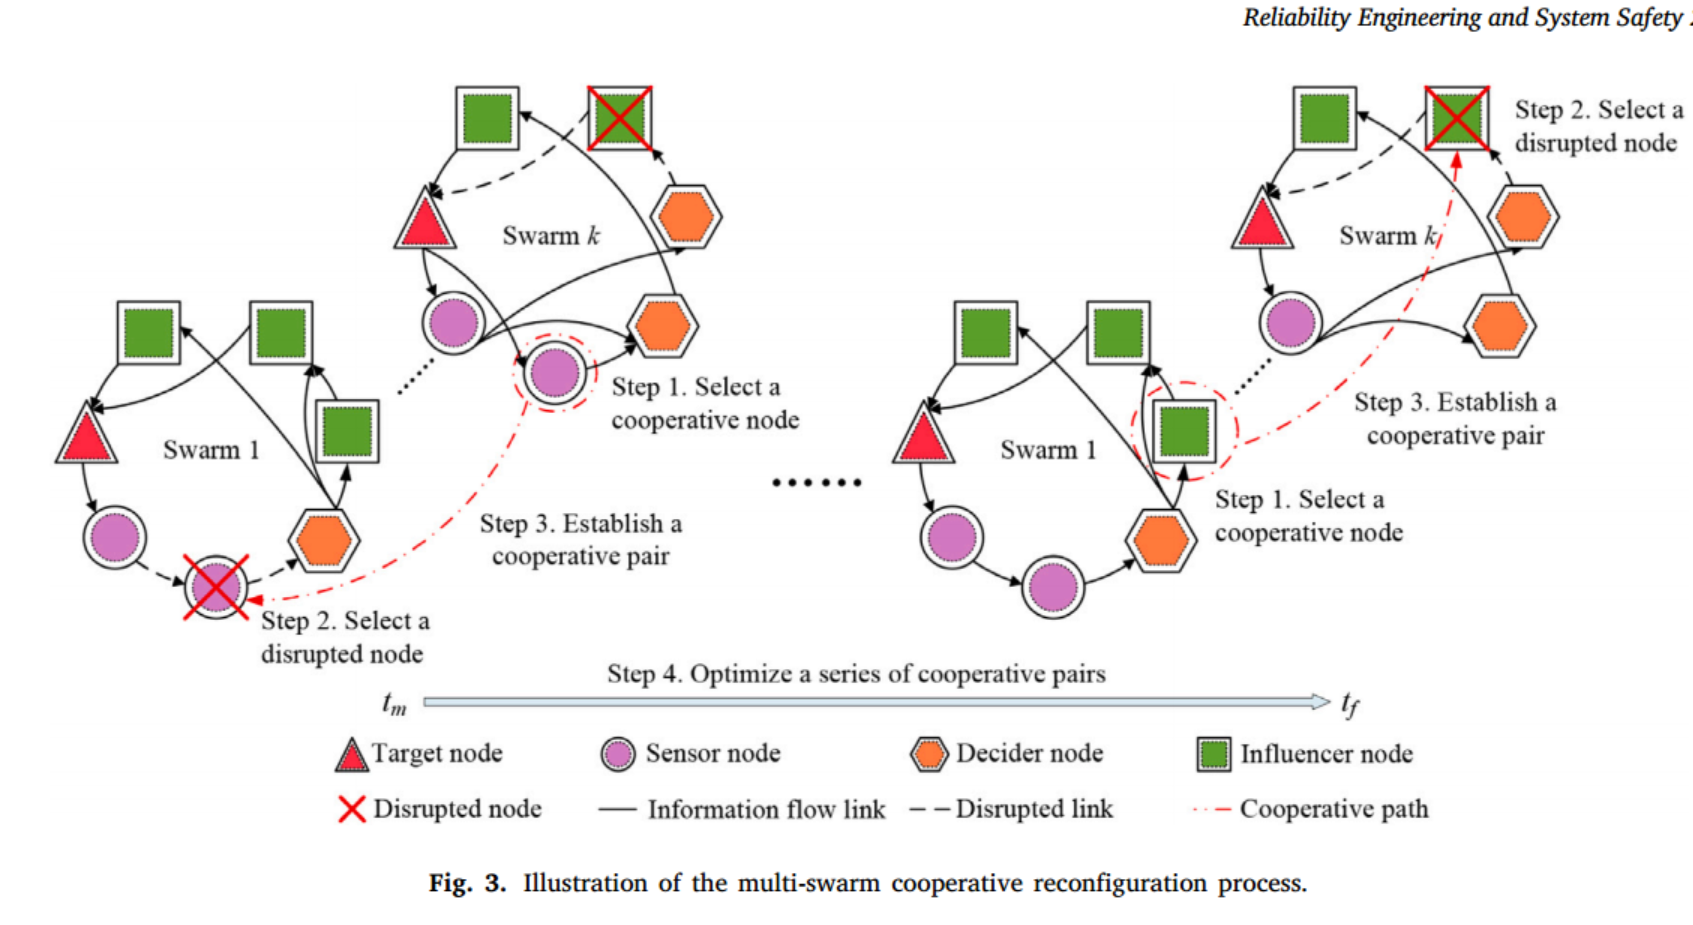 Reliability Engineering and System Safety
Step 2. Select a
disrupted node
Swarm k
Swarm k
Step 1. Select a
cooperative node
Step 3. Establish a
cooperative pair
Swarm 1
Swarm 1
Step 1. Select a
cooperative node
Step 3. Establish a
cooperative pair
Step 2. Select a
disrupted node
Step 4. Optimize a series of cooperative pairs
tm tf
Target node Sensor node Decider node Influencer node
Disrupted node Information flow link Disrupted link Cooperative path
Fig. 3. Illustration of the multi-swarm cooperative reconfiguration process.